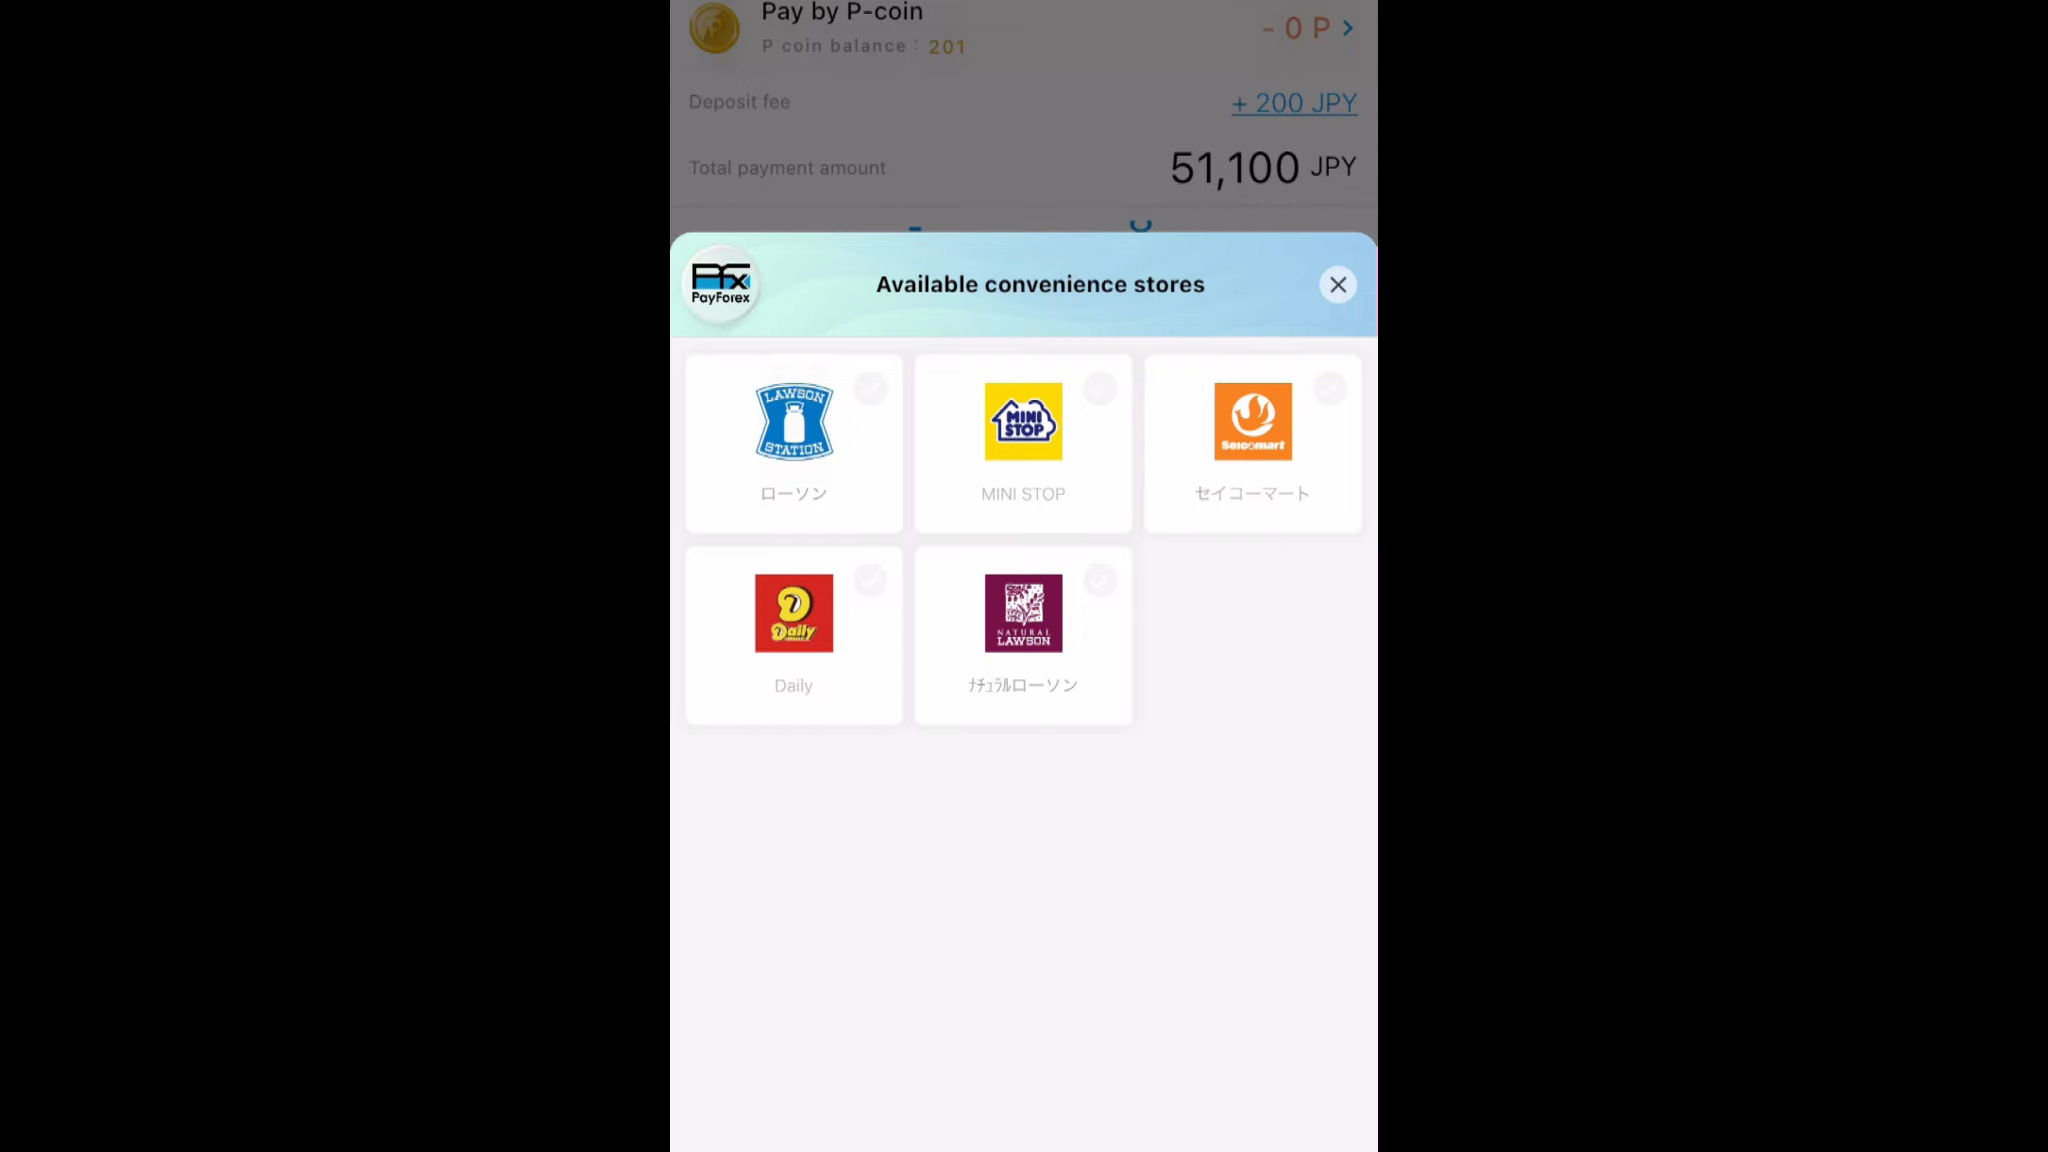 Pay by P-coin
- 0 P
P coin balance : 201
Deposit fee
+ 200 JPY
Total payment amount
51,100 JPY
PFX
PayForex
Available convenience stores
LAWSON
STATION
ローソン
MINI
STOP
MINI STOP
Seicomart
セイコーマート
Daily
Daily
NATURAL
LAWSON
ﾅﾁｭﾗﾙローソン